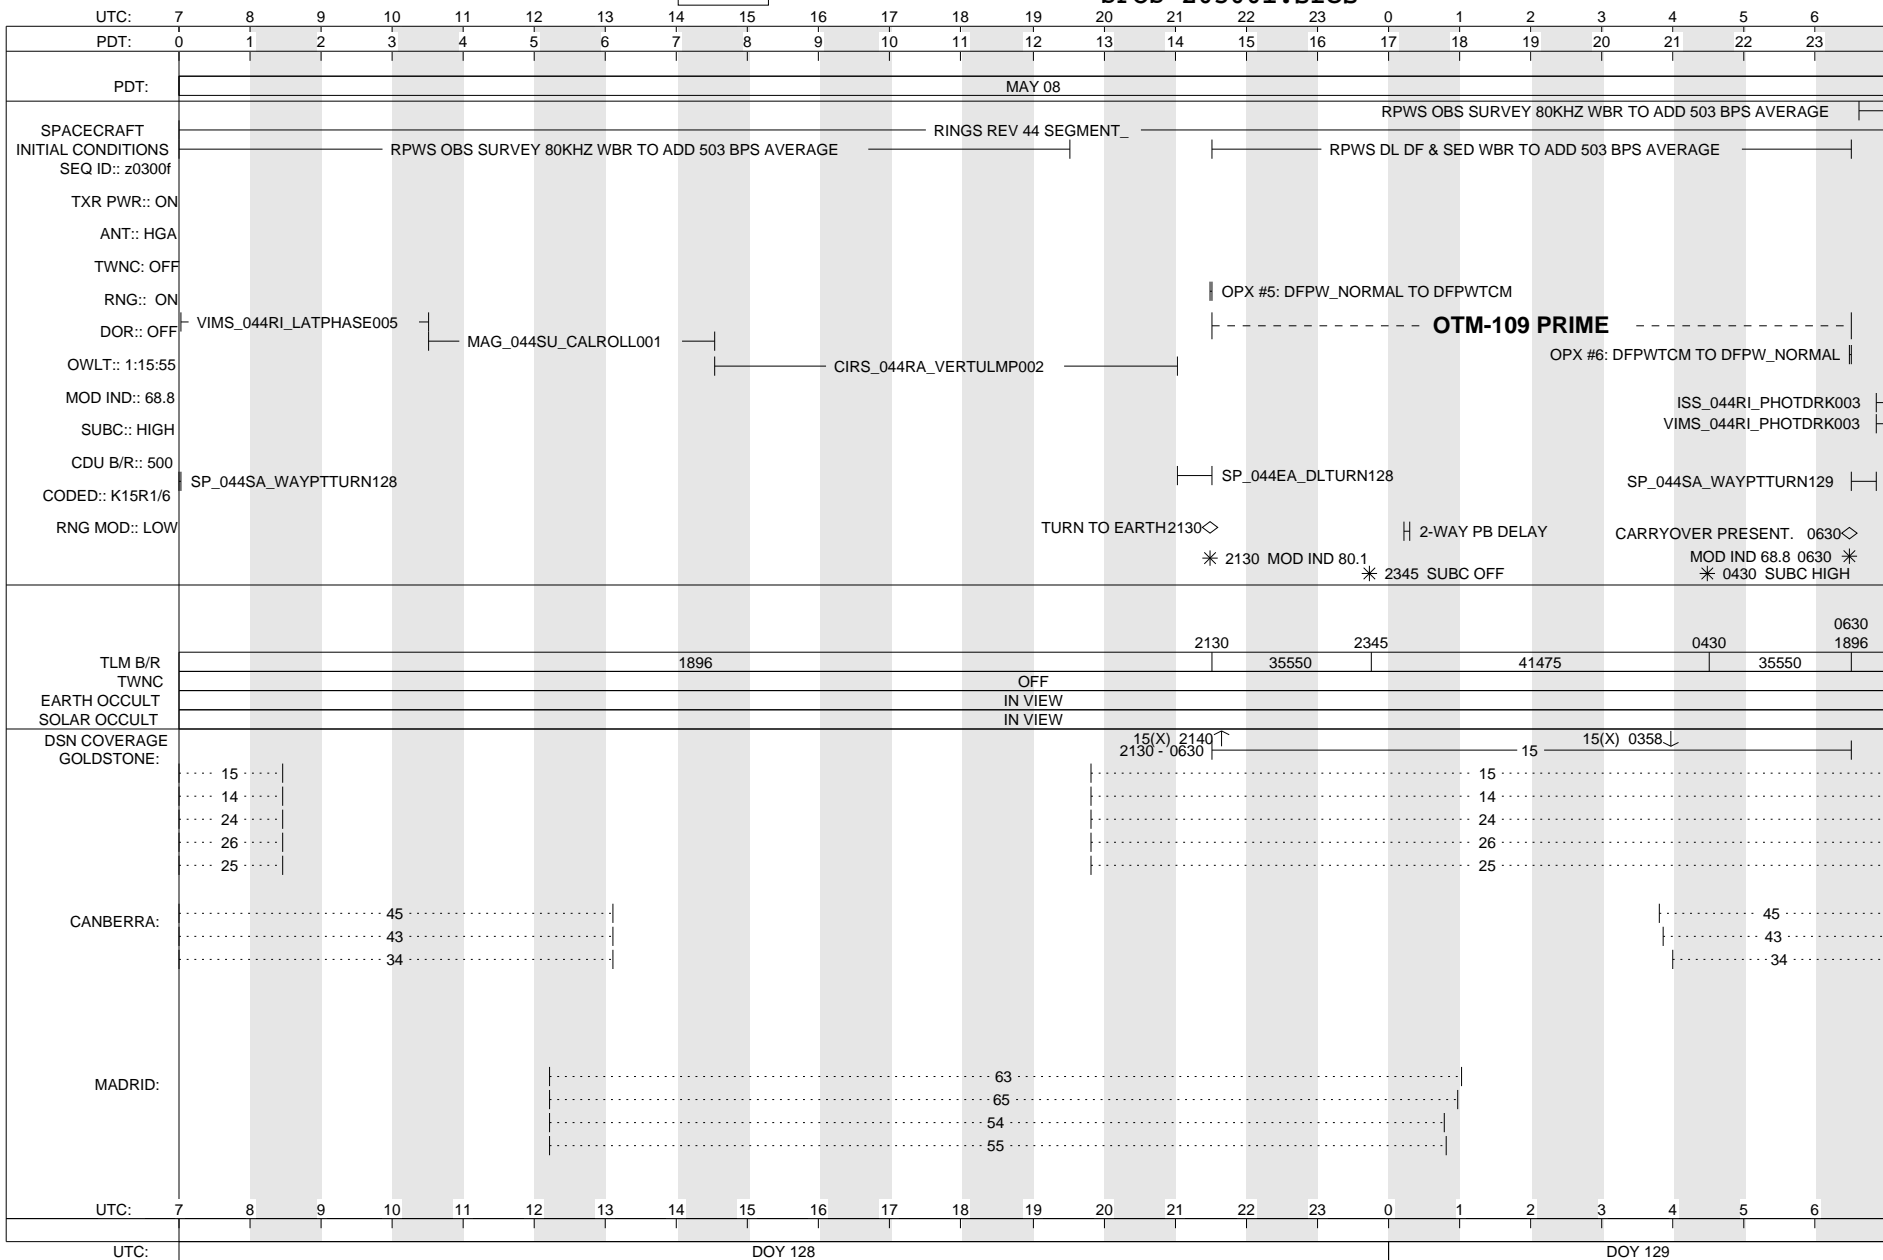 UTC: 7 8 9 10 11 12 13 14 15 16 17 18 19 20 21 22 23 0 1 2 3 4 5 6
PDT: 0 1 2 3 4 5 6 7 8 9 10 11 12 13 14 15 16 17 18 19 20 21 22 23
PDT: MAY 08
RPWS OBS SURVEY 80KHZ WBR TO ADD 503 BPS AVERAGE
SPACECRAFT RINGS REV 44 SEGMENT_
INITIAL CONDITIONS RPWS OBS SURVEY 80KHZ WBR TO ADD 503 BPS AVERAGE RPWS DL DF & SED WBR TO ADD 503 BPS AVERAGE
SEQ ID:: z0300f
TXR PWR:: ON
ANT:: HGA
TWNC: OFF
OPX #5: DFPW_NORMAL TO DFPWTCM
RNG:: ON
VIMS_044RI_LATPHASE005 OTM-109 PRIME
DOR:: OFF
MAG_044SU_CALROLL001
OPX #6: DFPWTCM TO DFPW_NORMAL
OWLT:: 1:15:55 CIRS_044RA_VERTULMP002
MOD IND:: 68.8 ISS_044RI_PHOTDRK003
VIMS_044RI_PHOTDRK003
SUBC:: HIGH
CDU B/R:: 500
SP_044SA_WAYPTTURN128 SP_044EA_DLTURN128 SP_044SA_WAYPTTURN129
CODED:: K15R1/6
RNG MOD:: LOW TURN TO EARTH2130 2-WAY PB DELAY CARRYOVER PRESENT. 0630
2130 MOD IND 80.1 MOD IND 68.8 0630
2345 SUBC OFF 0430 SUBC HIGH
0630
2130 2345 0430 1896
TLM B/R 1896 35550 41475 35550
TWNC OFF
EARTH OCCULT IN VIEW
SOLAR OCCULT IN VIEW
DSN COVERAGE 15(X) 2140 15(X) 0358
GOLDSTONE: 2130 - 0630 15
15 15
14 14
24 24
26 26
25 25
45 45
CANBERRA:
43 43
34 34
63
MADRID:
65
54
55
UTC: 7 8 9 10 11 12 13 14 15 16 17 18 19 20 21 22 23 0 1 2 3 4 5 6
UTC: DOY 128 DOY 129